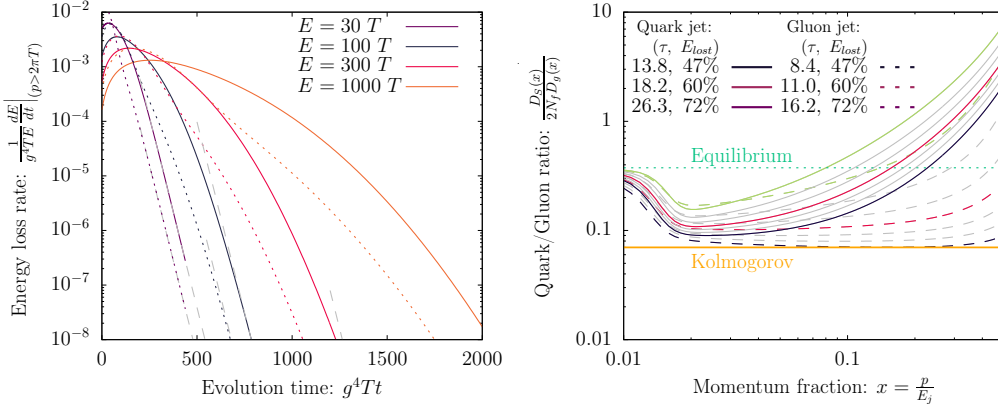 Energy loss rate: 1/(g⁴TE) dE/dt|(p>2πT)
10⁻²
10⁻³
10⁻⁴
10⁻⁵
10⁻⁶
10⁻⁷
10⁻⁸
E = 30 T
E = 100 T
E = 300 T
E = 1000 T
0
500
1000
1500
2000
Evolution time: g⁴Tt
Quark/Gluon ratio: D_S(x)/(2N_f D_g(x))
10
1
0.1
0.01
Quark jet: Gluon jet:
(τ, E_lost) (τ, E_lost)
13.8, 47% 8.4, 47%
18.2, 60% 11.0, 60%
26.3, 72% 16.2, 72%
Equilibrium
Kolmogorov
0.01
0.1
Momentum fraction: x = p/E_j